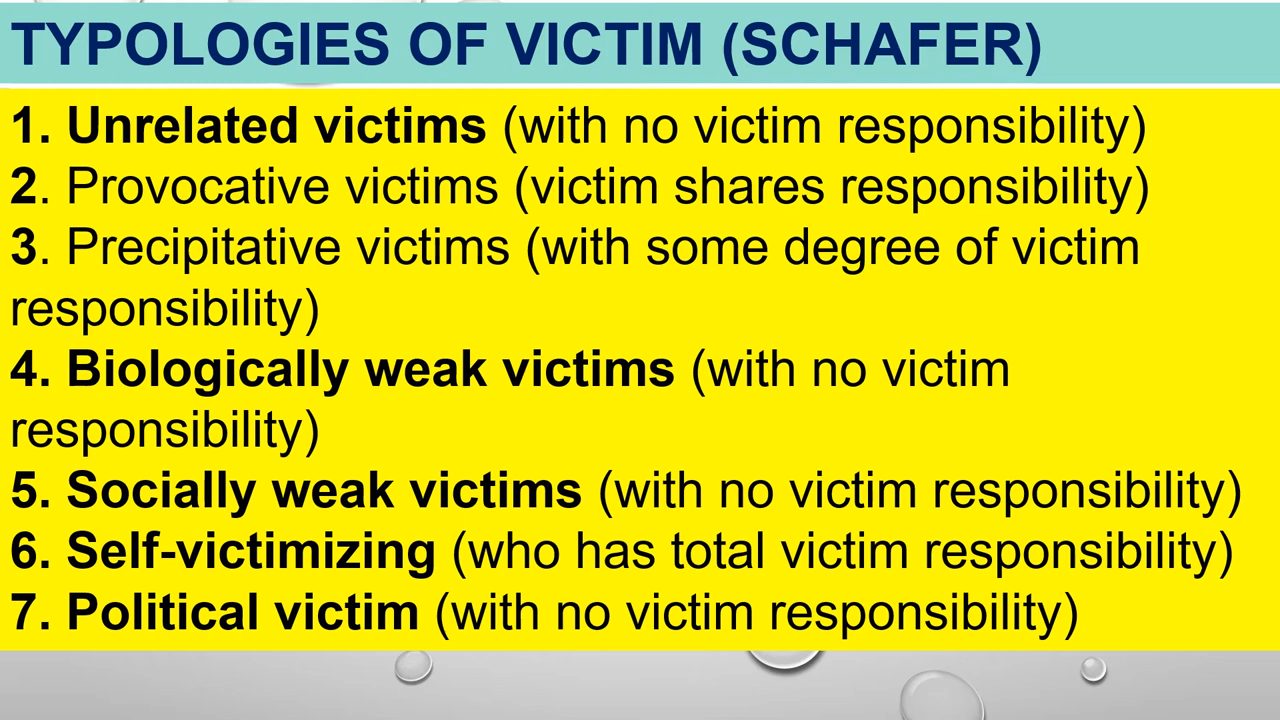 TYPOLOGIES OF VICTIM (SCHAFER)
1. Unrelated victims (with no victim responsibility)
2. Provocative victims (victim shares responsibility)
3. Precipitative victims (with some degree of victim
responsibility)
4. Biologically weak victims (with no victim
responsibility)
5. Socially weak victims (with no victim responsibility)
6. Self-victimizing (who has total victim responsibility)
7. Political victim (with no victim responsibility)